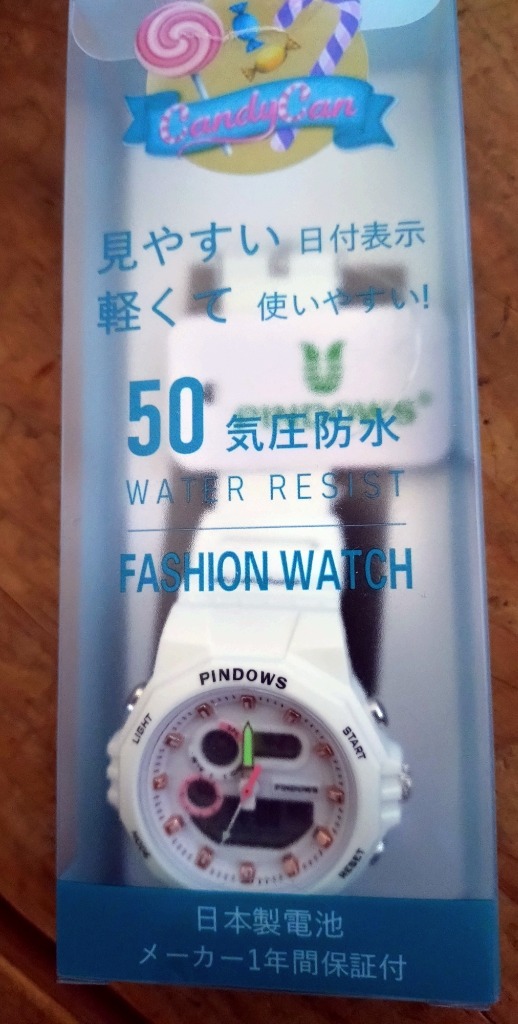 CandyCan
見やすい 日付表示
軽くて 使いやすい!
PINDOWS®
50 気圧防水
WATER RESIST
FASHION WATCH
PINDOWS
LIGHT
START
PINDOWS
MODE
RESET
日本製電池
メーカー1年間保証付